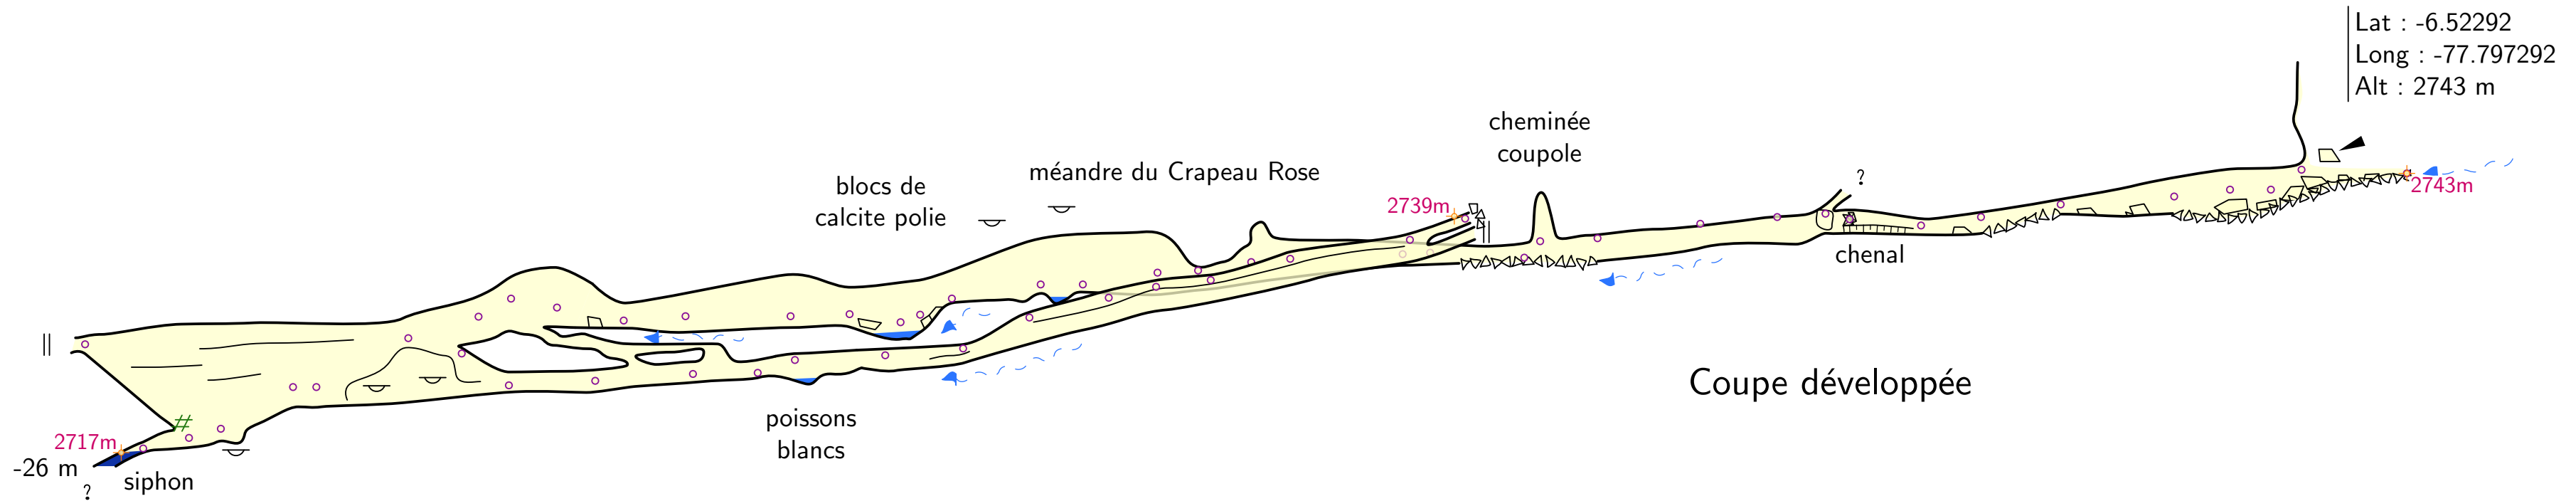 Lat : -6.52292
Long : -77.797292
Alt : 2743 m
cheminée
coupole
méandre du Crapeau Rose
blocs de
calcite polie
2739m
?
2743m
chenal
Coupe développée
poissons
blancs
2717m
-26 m
siphon
?